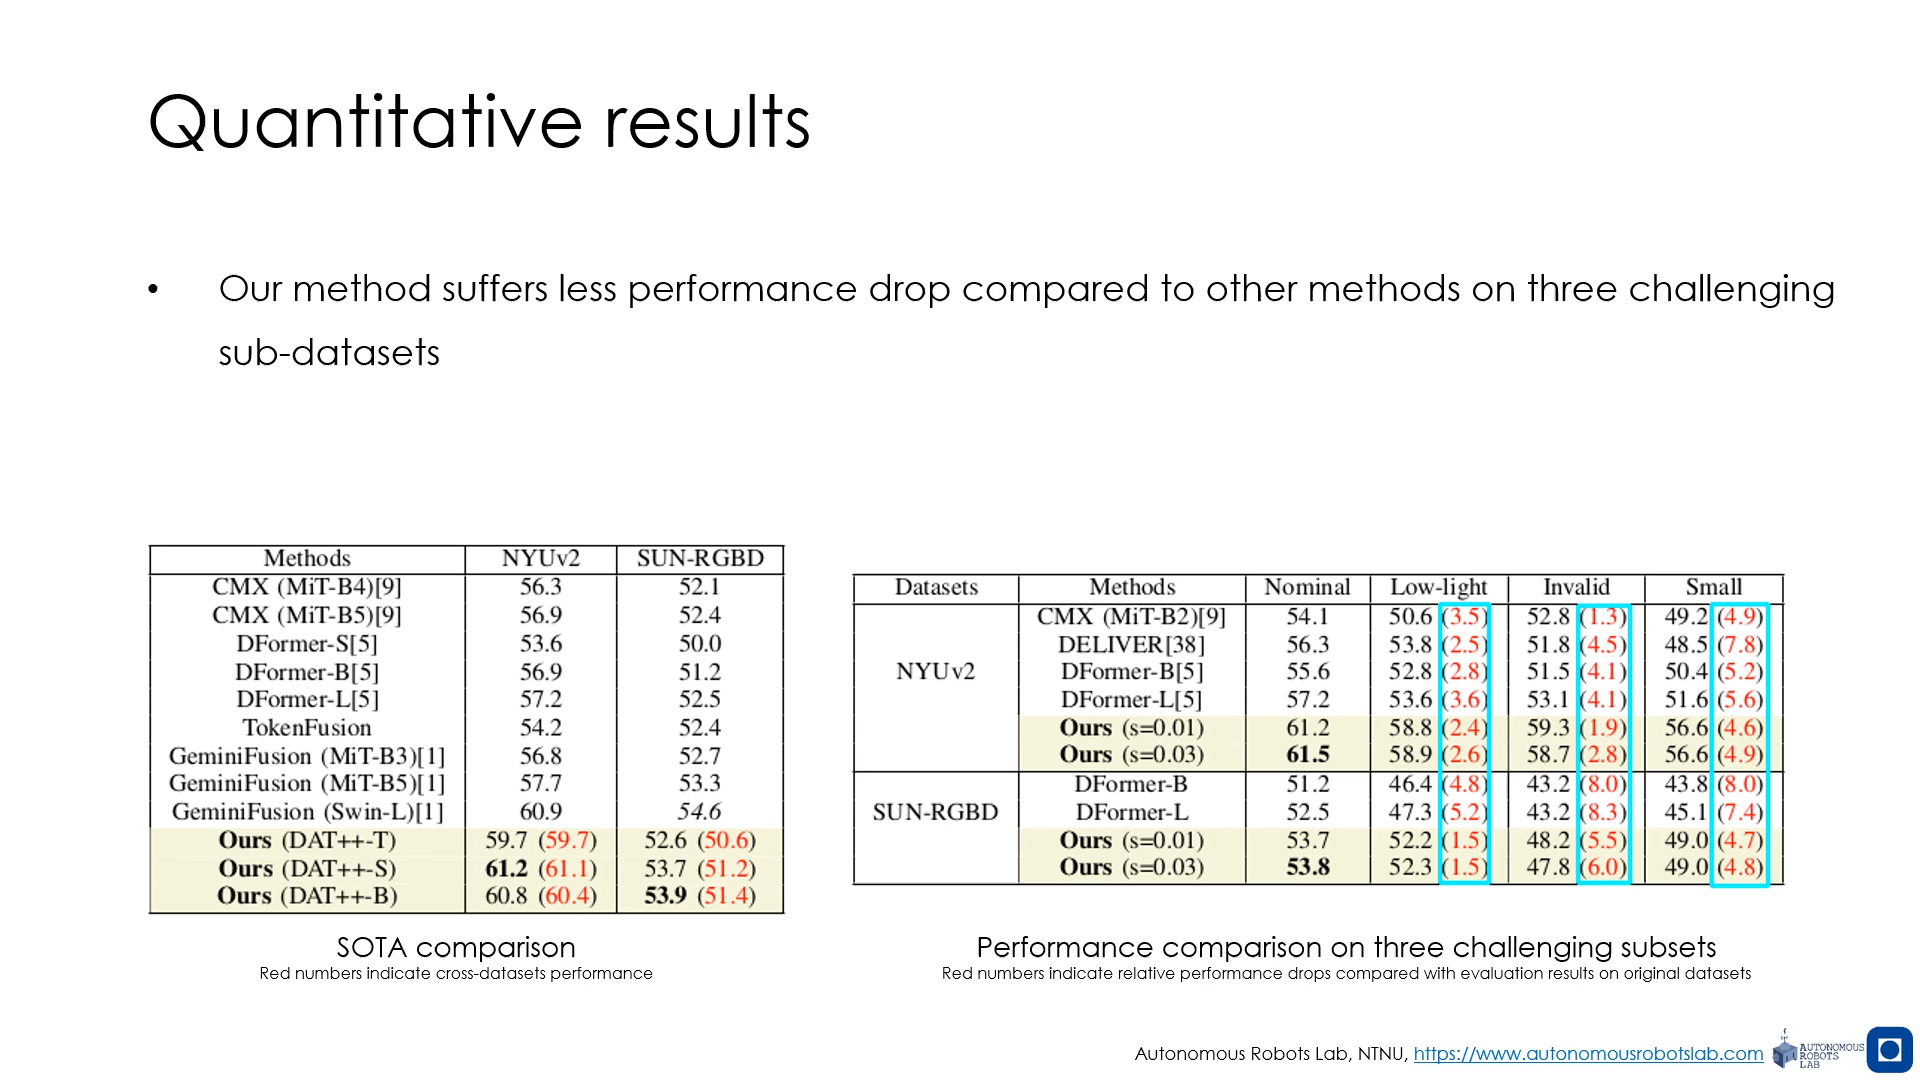 Quantitative results
• Our method suffers less performance drop compared to other methods on three challenging
sub-datasets
Methods NYUv2 SUN-RGBD
CMX (MiT-B4)[9] 56.3 52.1
CMX (MiT-B5)[9] 56.9 52.4
DFormer-S[5] 53.6 50.0
DFormer-B[5] 56.9 51.2
DFormer-L[5] 57.2 52.5
TokenFusion 54.2 52.4
GeminiFusion (MiT-B3)[1] 56.8 52.7
GeminiFusion (MiT-B5)[1] 57.7 53.3
GeminiFusion (Swin-L)[1] 60.9 54.6
Ours (DAT++-T) 59.7 (59.7) 52.6 (50.6)
Ours (DAT++-S) 61.2 (61.1) 53.7 (51.2)
Ours (DAT++-B) 60.8 (60.4) 53.9 (51.4)
SOTA comparison
Red numbers indicate cross-datasets performance
Datasets Methods Nominal Low-light Invalid Small
CMX (MiT-B2)[9] 54.1 50.6 (3.5) 52.8 (1.3) 49.2 (4.9)
DELIVER[38] 56.3 53.8 (2.5) 51.8 (4.5) 48.5 (7.8)
NYUv2 DFormer-B[5] 55.6 52.8 (2.8) 51.5 (4.1) 50.4 (5.2)
DFormer-L[5] 57.2 53.6 (3.6) 53.1 (4.1) 51.6 (5.6)
Ours (s=0.01) 61.2 58.8 (2.4) 59.3 (1.9) 56.6 (4.6)
Ours (s=0.03) 61.5 58.9 (2.6) 58.7 (2.8) 56.6 (4.9)
DFormer-B 51.2 46.4 (4.8) 43.2 (8.0) 43.8 (8.0)
SUN-RGBD DFormer-L 52.5 47.3 (5.2) 43.2 (8.3) 45.1 (7.4)
Ours (s=0.01) 53.7 52.2 (1.5) 48.2 (5.5) 49.0 (4.7)
Ours (s=0.03) 53.8 52.3 (1.5) 47.8 (6.0) 49.0 (4.8)
Performance comparison on three challenging subsets
Red numbers indicate relative performance drops compared with evaluation results on original datasets
Autonomous Robots Lab, NTNU, https://www.autonomousrobotslab.com
AUTONOMOUS
ROBOTS
LAB